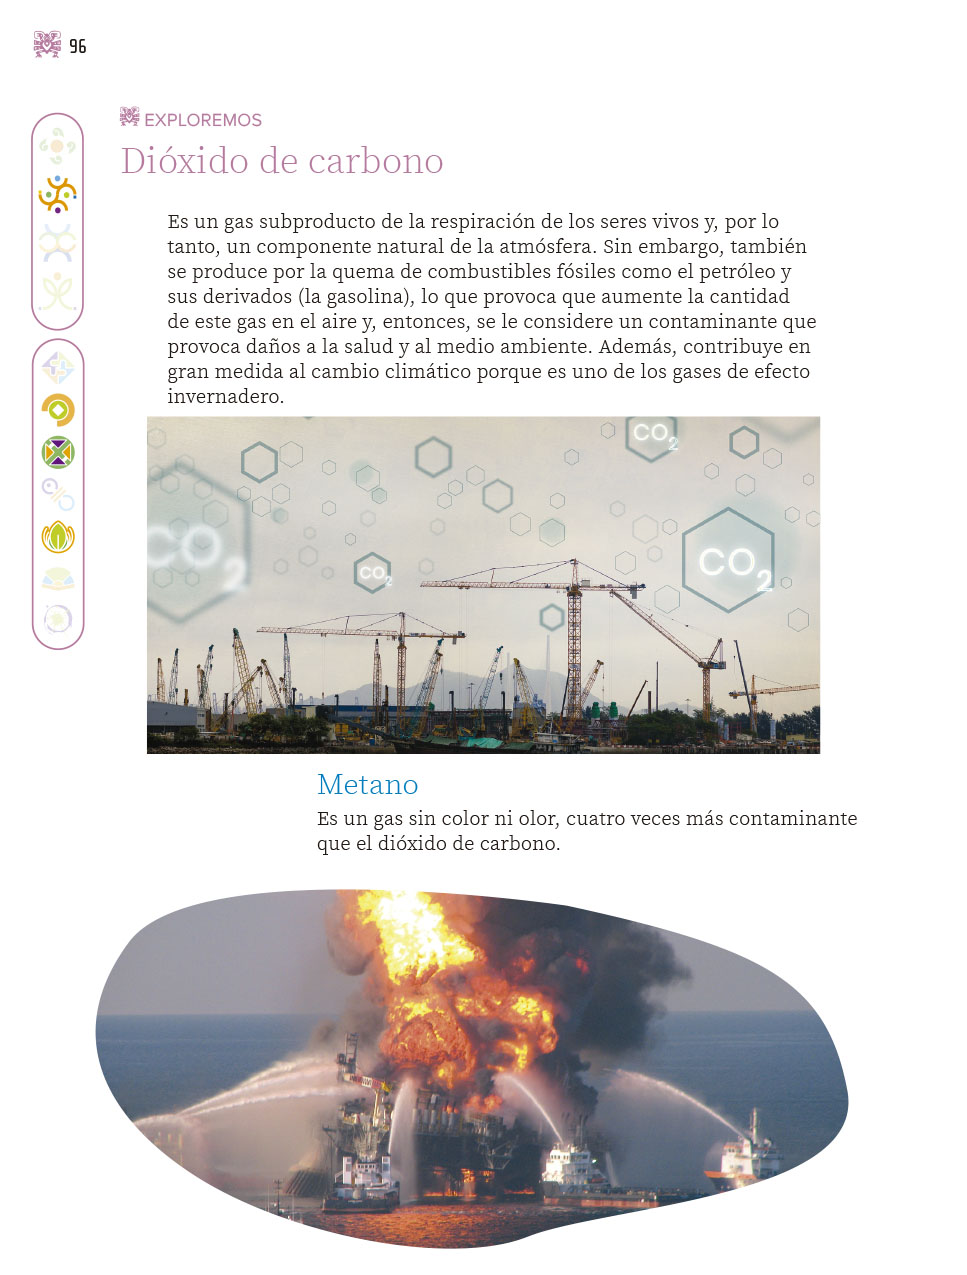 96
EXPLOREMOS
Dióxido de carbono
Es un gas subproducto de la respiración de los seres vivos y, por lo
tanto, un componente natural de la atmósfera. Sin embargo, también
se produce por la quema de combustibles fósiles como el petróleo y
sus derivados (la gasolina), lo que provoca que aumente la cantidad
de este gas en el aire y, entonces, se le considere un contaminante que
provoca daños a la salud y al medio ambiente. Además, contribuye en
gran medida al cambio climático porque es uno de los gases de efecto
invernadero.
CO2
CO2
CO2
CO2
Metano
Es un gas sin color ni olor, cuatro veces más contaminante
que el dióxido de carbono.